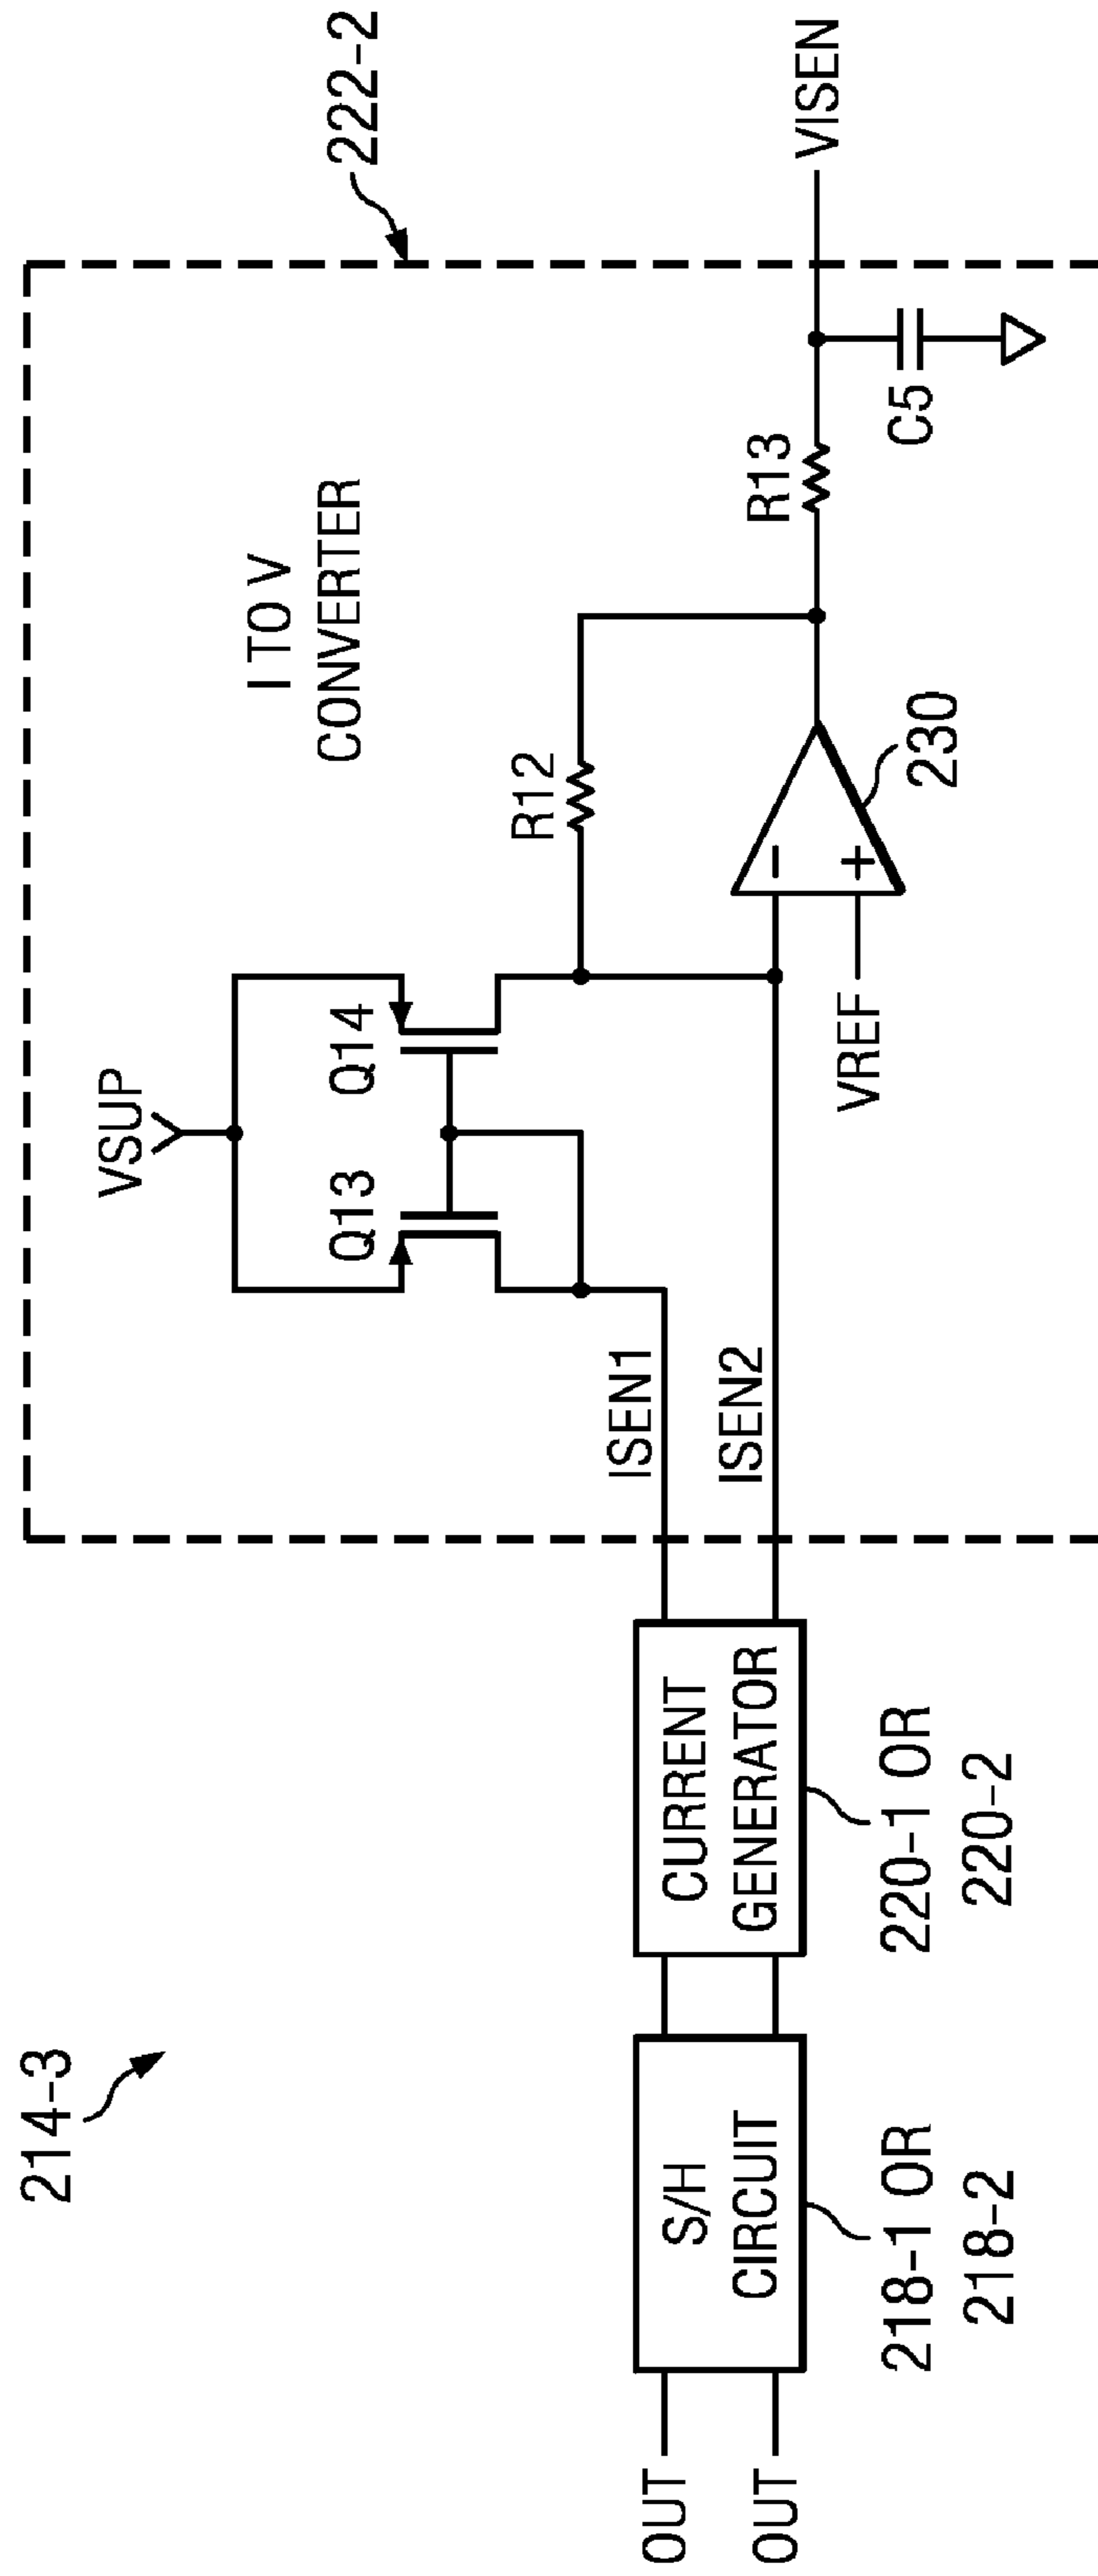 214-3
222-2
VSUP
I TO V
CONVERTER
Q13
Q14
R12
ISEN1
ISEN2
R13
VISEN
C5
VREF
−
+
230
OUT
OUT
S/H
CIRCUIT
CURRENT
GENERATOR
218-1 OR
218-2
220-1 OR
220-2